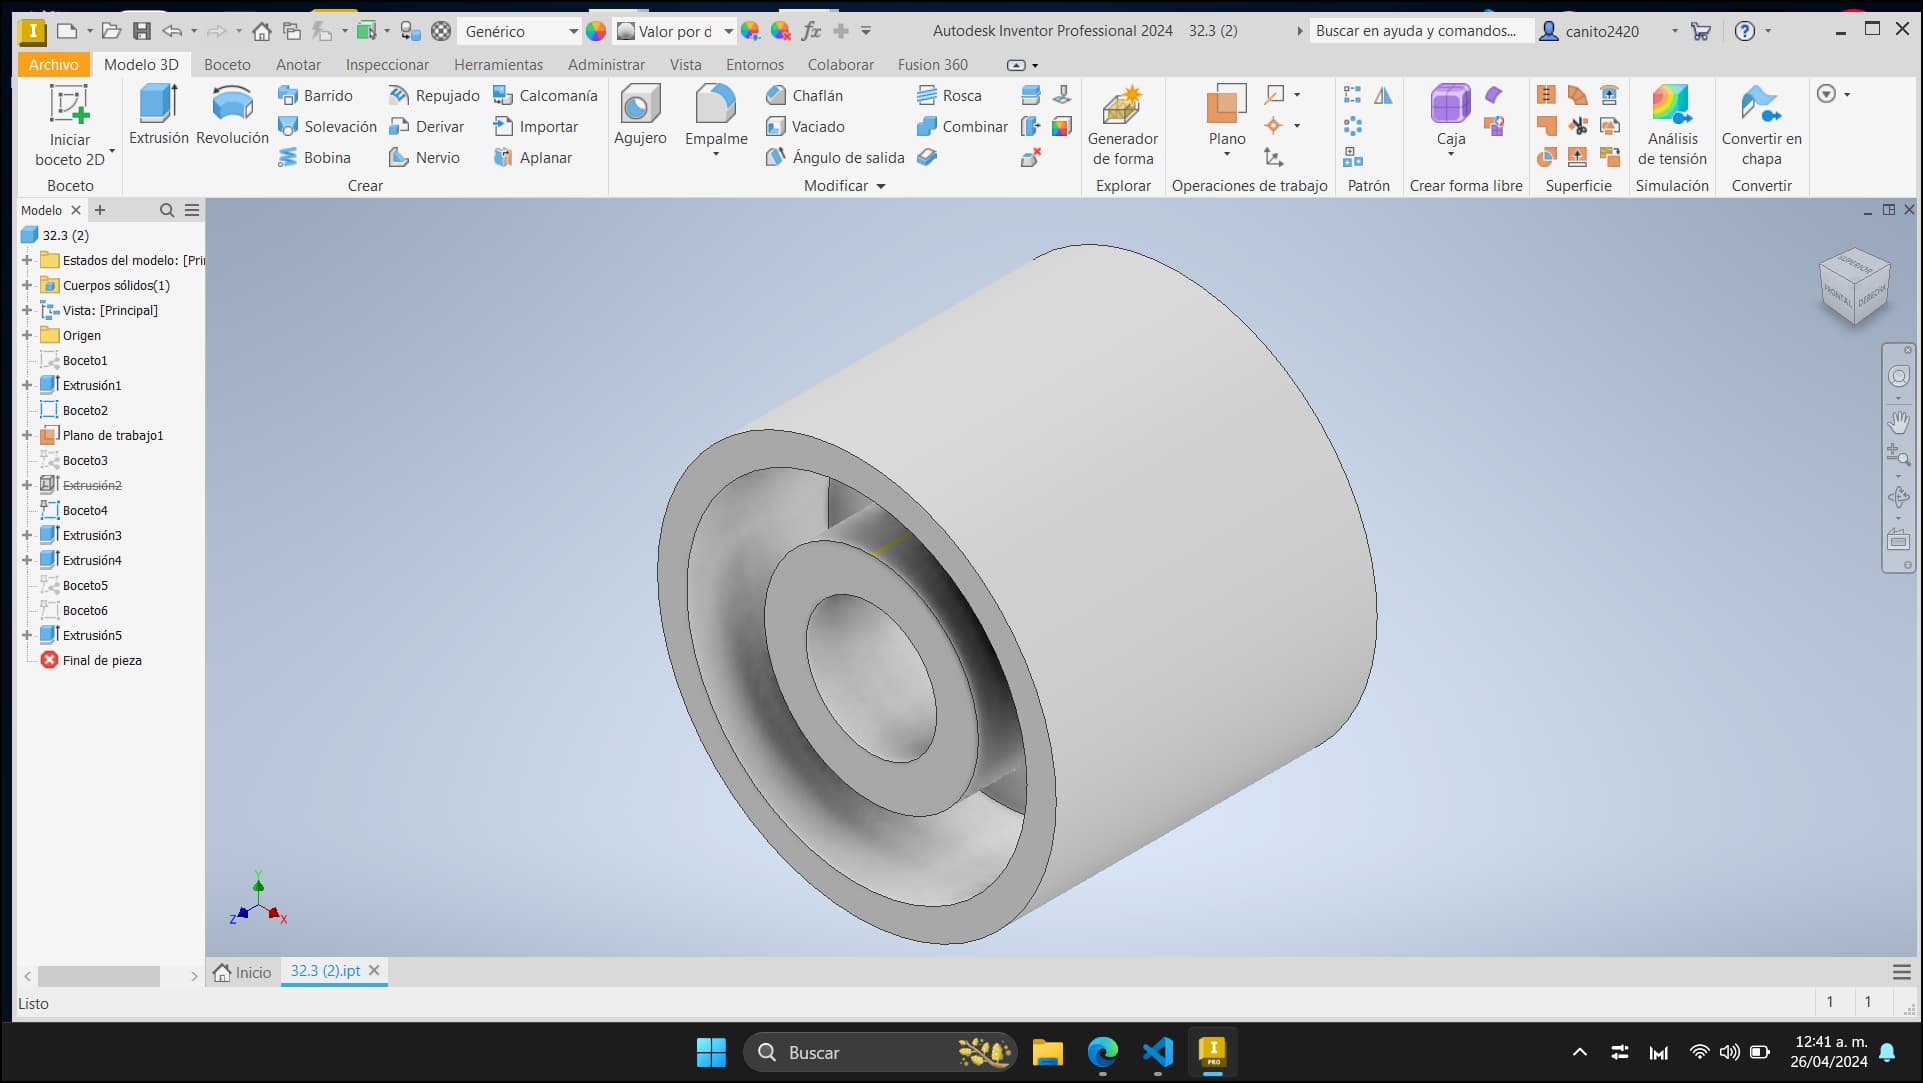 Genérico
Valor por d
fx
Autodesk Inventor Professional 2024 32.3 (2)
Buscar en ayuda y comandos...
canito2420
Archivo Modelo 3D Boceto Anotar Inspeccionar Herramientas Administrar Vista Entornos Colaborar Fusion 360
Iniciar
boceto 2D
Boceto
Extrusión
Revolución
Barrido
Solevación
Bobina
Repujado
Derivar
Nervio
Calcomanía
Importar
Aplanar
Crear
Agujero
Empalme
Chaflán
Vaciado
Ángulo de salida
Rosca
Combinar
Modificar
Generador
de forma
Explorar
Plano
Operaciones de trabajo
Patrón
Caja
Crear forma libre
Superficie
Análisis
de tensión
Simulación
Convertir en
chapa
Convertir
Modelo
32.3 (2)
Estados del modelo: [Pri
Cuerpos sólidos(1)
Vista: [Principal]
Origen
Boceto1
Extrusión1
Boceto2
Plano de trabajo1
Boceto3
Extrusión2
Boceto4
Extrusión3
Extrusión4
Boceto5
Boceto6
Extrusión5
Final de pieza
SUPERIOR
FRONTAL
DERECHA
Y
Z
X
Inicio
32.3 (2).ipt
Listo
1 1
Buscar
I
PRO
12:41 a. m.
26/04/2024